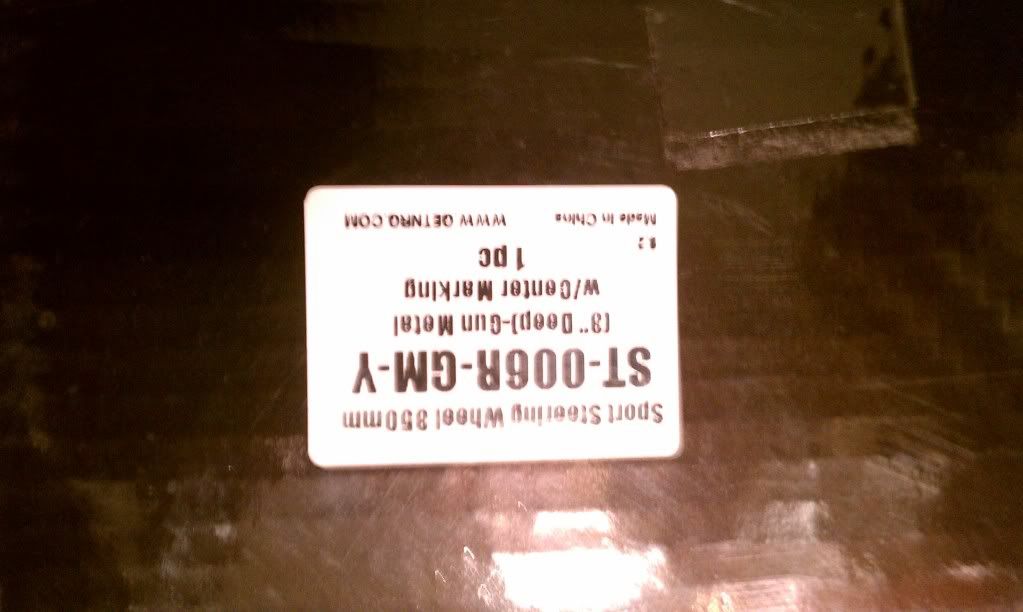 Sport Steering Wheel 350mm
ST-006R-GM-Y
(3" Deep)-Gun Metal
w/Center Marking
1 pc
Made In China WWW.GETNRG.COM